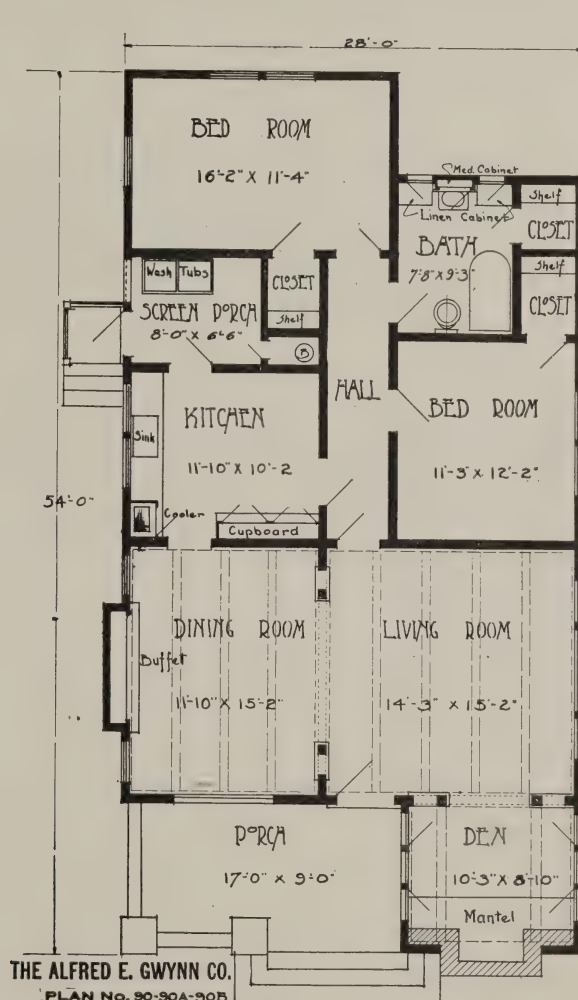 28'-0"
BED ROOM
16'-2" X 11'-4"
Med. Cabinet
Shelf
Linen Cabinet
CLOSET
BATH
7'-8" X 9'-3"
Shelf
CLOSET
Wash Tubs
CLOSET
Shelf
SCREEN PORCH
8'-0" X 6'-6"
B
HALL
KITCHEN
BED ROOM
Sink
11'-10" X 10'-2
11'-3" X 12'-2"
54'-0"
Cooler
Cupboard
DINING ROOM
LIVING ROOM
Buffet
11'-10" X 15'-2"
14'-3" X 15'-2"
PORCH
DEN
17'-0" X 9'-0"
10'-3" X 8'-10"
Mantel
THE ALFRED E. GWYNN CO.
PLAN No. 90-90A-90B